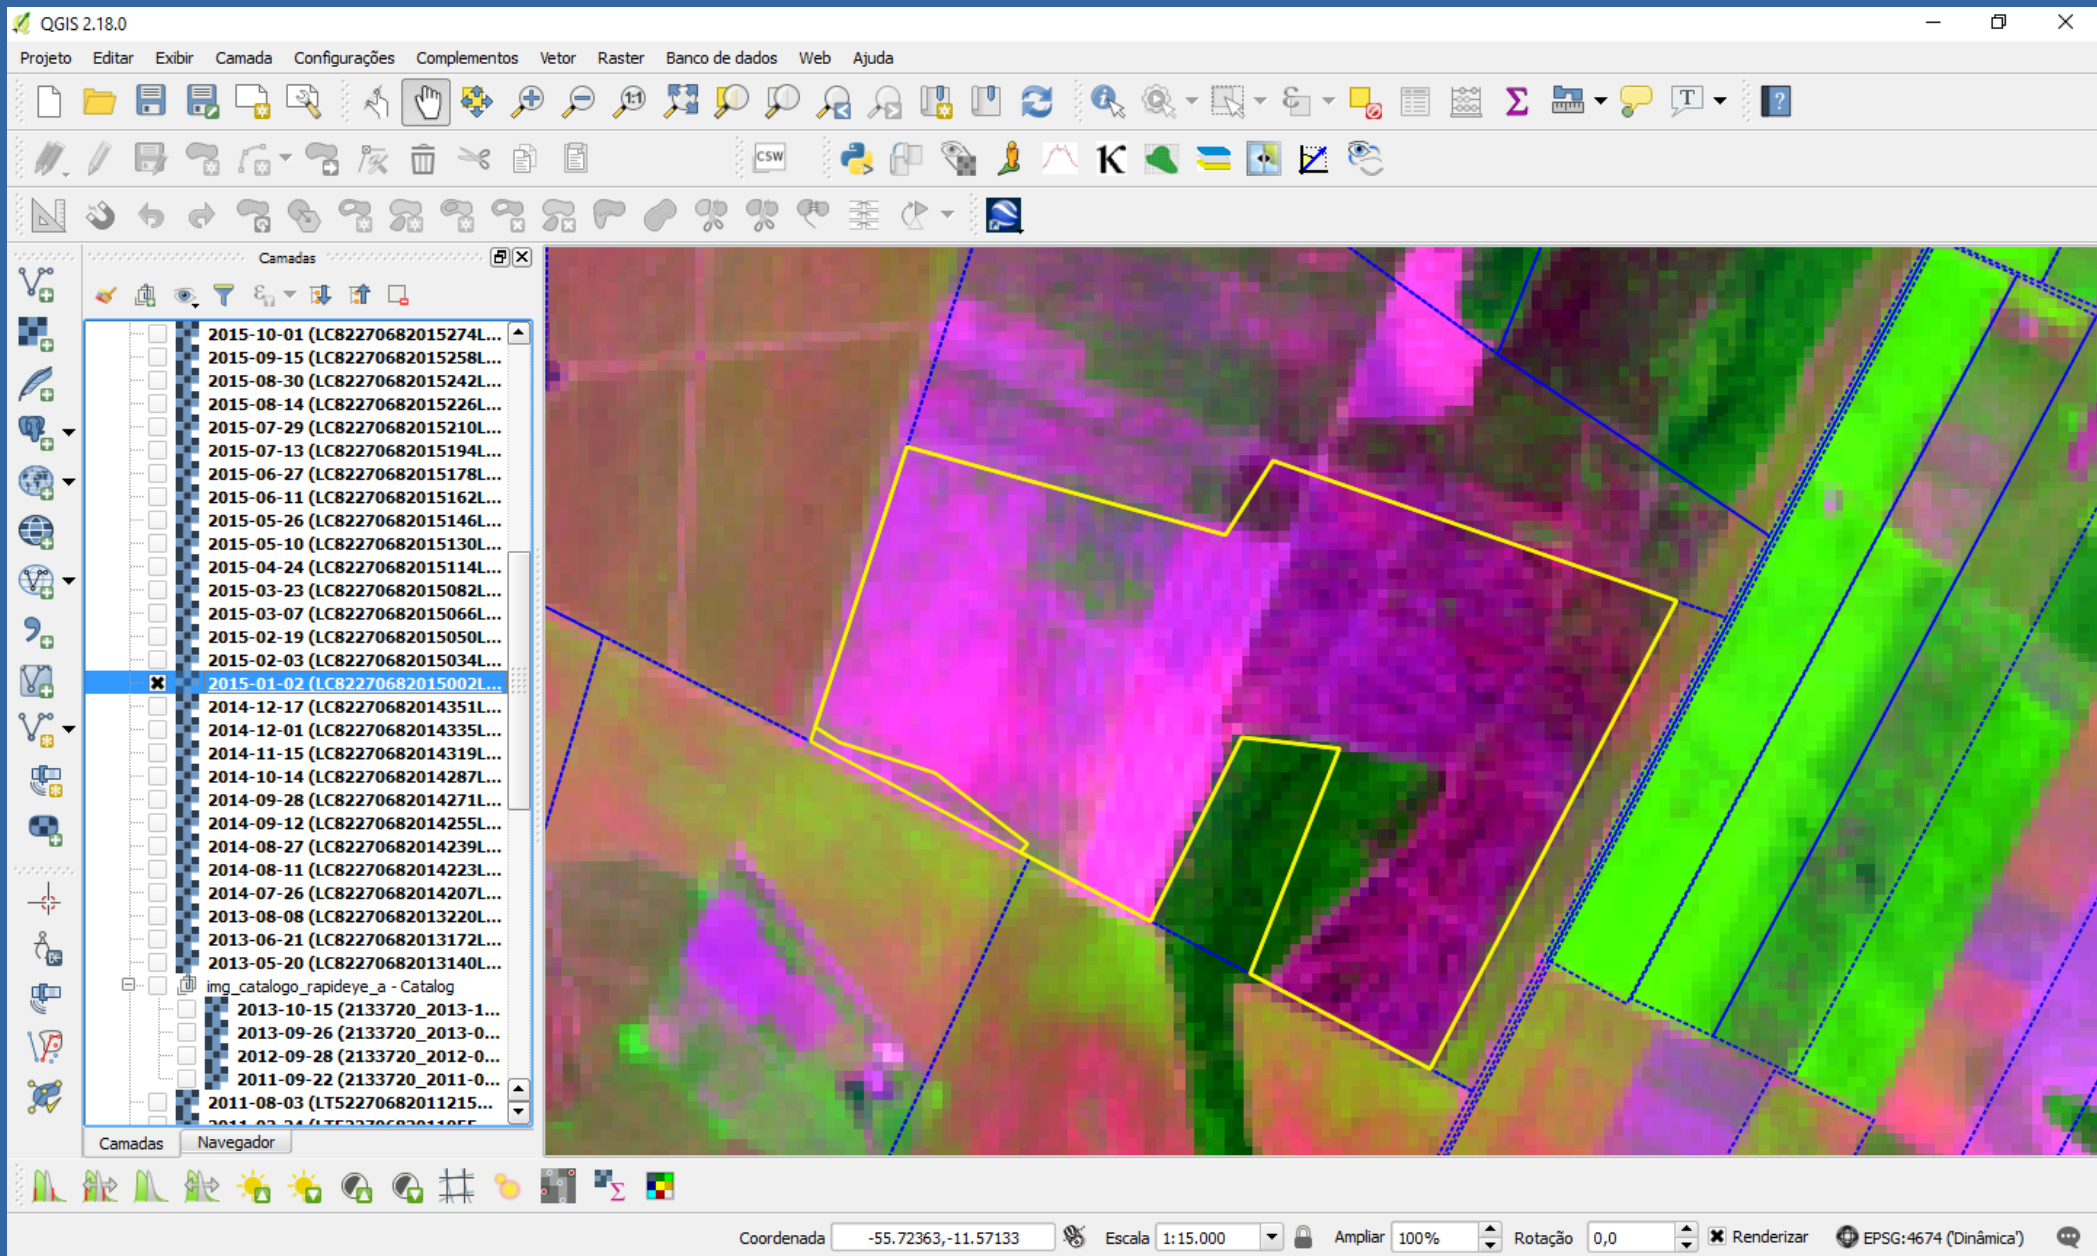 QGIS 2.18.0
Projeto Editar Exibir Camada Configurações Complementos Vetor Raster Banco de dados Web Ajuda
1:1
T
?
CSW
K
Camadas
2015-10-01 (LC82270682015274L...
2015-09-15 (LC82270682015258L...
2015-08-30 (LC82270682015242L...
2015-08-14 (LC82270682015226L...
2015-07-29 (LC82270682015210L...
2015-07-13 (LC82270682015194L...
2015-06-27 (LC82270682015178L...
2015-06-11 (LC82270682015162L...
2015-05-26 (LC82270682015146L...
2015-05-10 (LC82270682015130L...
2015-04-24 (LC82270682015114L...
2015-03-23 (LC82270682015082L...
2015-03-07 (LC82270682015066L...
2015-02-19 (LC82270682015050L...
2015-02-03 (LC82270682015034L...
2015-01-02 (LC82270682015002L...
2014-12-17 (LC82270682014351L...
2014-12-01 (LC82270682014335L...
2014-11-15 (LC82270682014319L...
2014-10-14 (LC82270682014287L...
2014-09-28 (LC82270682014271L...
2014-09-12 (LC82270682014255L...
2014-08-27 (LC82270682014239L...
2014-08-11 (LC82270682014223L...
2014-07-26 (LC82270682014207L...
2013-08-08 (LC82270682013220L...
2013-06-21 (LC82270682013172L...
2013-05-20 (LC82270682013140L...
img_catalogo_rapideye_a - Catalog
2013-10-15 (2133720_2013-1...
2013-09-26 (2133720_2013-0...
2012-09-28 (2133720_2012-0...
2011-09-22 (2133720_2011-0...
2011-08-03 (LT52270682011215...
Camadas Navegador
Coordenada -55.72363,-11.57133 Escala 1:15.000 Ampliar 100% Rotação 0,0 Renderizar EPSG:4674 ('Dinâmica')